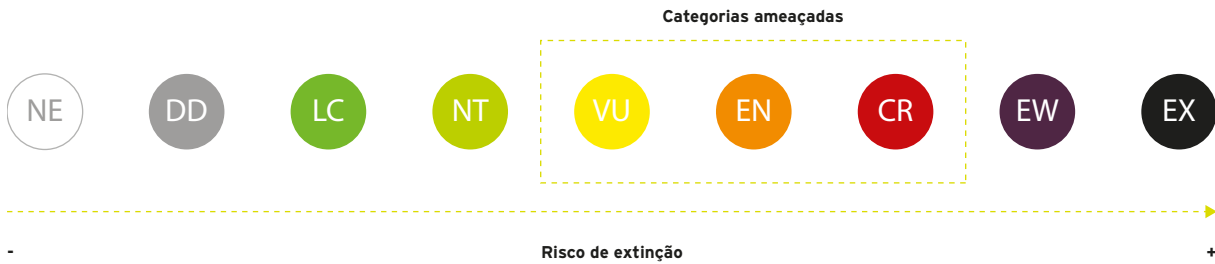 Categorias ameaçadas
NE DD LC NT VU EN CR EW EX
- Risco de extinção +